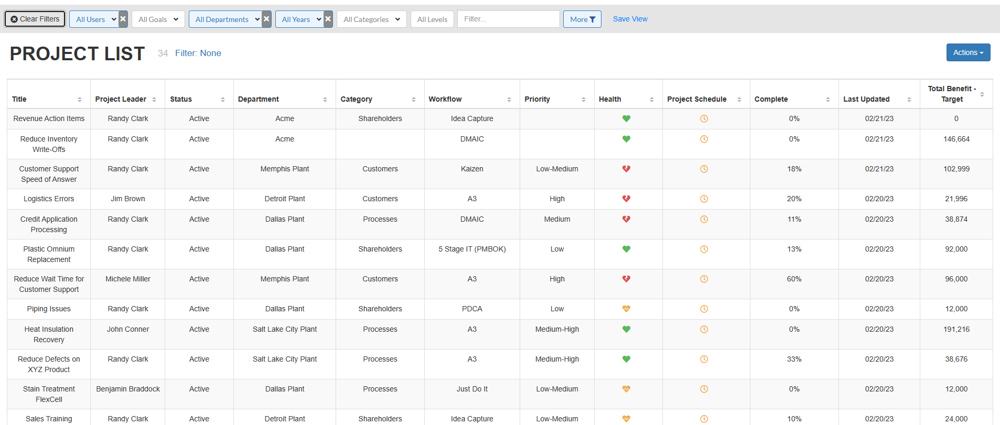 Clear Filters All Users All Goals All Departments All Years All Categories All Levels Filter... More Save View
PROJECT LIST 34 Filter: None Actions
Title Project Leader Status Department Category Workflow Priority Health Project Schedule Complete Last Updated Total Benefit - Target
Revenue Action Items Randy Clark Active Acme Shareholders Idea Capture 0% 02/21/23 0
Reduce Inventory Write-Offs Randy Clark Active Acme DMAIC 0% 02/21/23 146,664
Customer Support Speed of Answer Randy Clark Active Memphis Plant Customers Kaizen Low-Medium 18% 02/21/23 102,999
Logistics Errors Jim Brown Active Detroit Plant Customers A3 High 20% 02/20/23 21,996
Credit Application Processing Randy Clark Active Dallas Plant Processes DMAIC Medium 11% 02/20/23 38,874
Plastic Omnium Replacement Randy Clark Active Dallas Plant Shareholders 5 Stage IT (PMBOK) Low 13% 02/20/23 92,000
Reduce Wait Time for Customer Support Michele Miller Active Memphis Plant Customers A3 High 60% 02/20/23 96,000
Piping Issues Randy Clark Active Dallas Plant Shareholders PDCA Low 0% 02/20/23 12,000
Heat Insulation Recovery John Conner Active Salt Lake City Plant Processes A3 Medium-High 0% 02/20/23 191,216
Reduce Defects on XYZ Product Randy Clark Active Salt Lake City Plant Processes A3 Medium-High 33% 02/20/23 38,676
Stain Treatment FlexCell Benjamin Braddock Active Dallas Plant Processes Just Do It Low-Medium 0% 02/20/23 12,000
Sales Training Randy Clark Active Detroit Plant Shareholders Idea Capture Low-Medium 10% 02/20/23 24,000